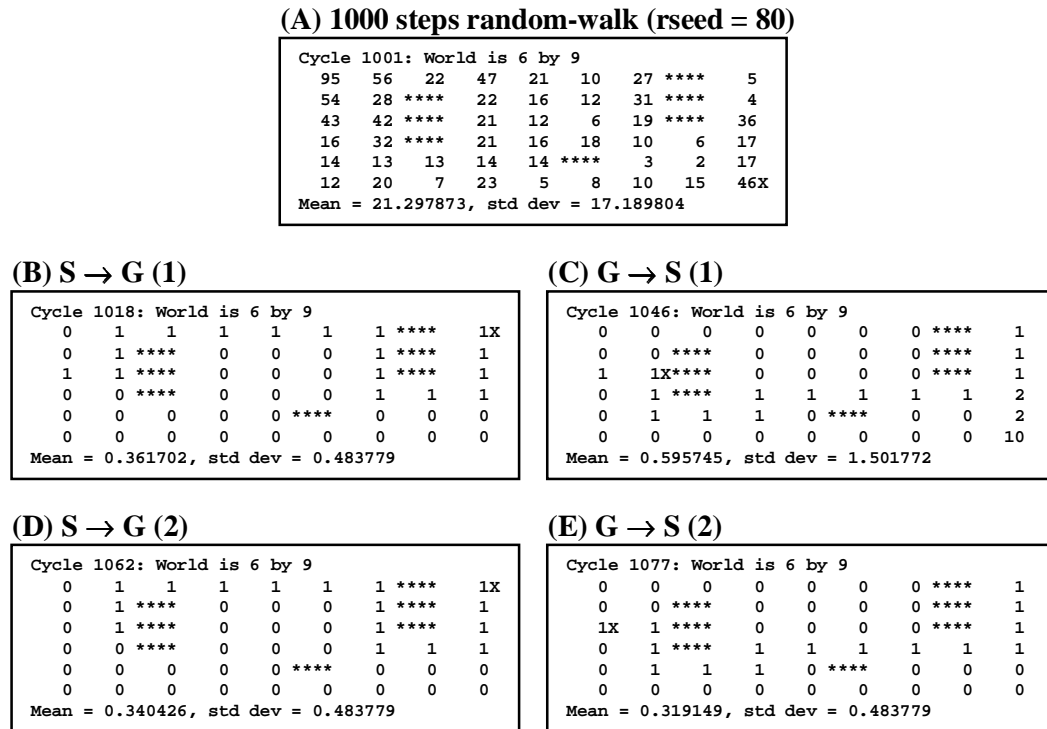 (A) 1000 steps random-walk (rseed = 80)
Cycle 1001: World is 6 by 9
95 56 22 47 21 10 27 **** 5
54 28 **** 22 16 12 31 **** 4
43 42 **** 21 12 6 19 **** 36
16 32 **** 21 16 18 10 6 17
14 13 13 14 14 **** 3 2 17
12 20 7 23 5 8 10 15 46X
Mean = 21.297873, std dev = 17.189804
(B) S → G (1)
Cycle 1018: World is 6 by 9
0 1 1 1 1 1 1 **** 1X
0 1 **** 0 0 0 1 **** 1
1 1 **** 0 0 0 1 **** 1
0 0 **** 0 0 0 1 1 1
0 0 0 0 0 **** 0 0 0
0 0 0 0 0 0 0 0 0
Mean = 0.361702, std dev = 0.483779
(C) G → S (1)
Cycle 1046: World is 6 by 9
0 0 0 0 0 0 0 **** 1
0 0 **** 0 0 0 0 **** 1
1 1X**** 0 0 0 0 **** 1
0 1 **** 1 1 1 1 1 2
0 1 1 1 0 **** 0 0 2
0 0 0 0 0 0 0 0 10
Mean = 0.595745, std dev = 1.501772
(D) S → G (2)
Cycle 1062: World is 6 by 9
0 1 1 1 1 1 1 **** 1X
0 1 **** 0 0 0 1 **** 1
0 1 **** 0 0 0 1 **** 1
0 0 **** 0 0 0 1 1 1
0 0 0 0 0 **** 0 0 0
0 0 0 0 0 0 0 0 0
Mean = 0.340426, std dev = 0.483779
(E) G → S (2)
Cycle 1077: World is 6 by 9
0 0 0 0 0 0 0 **** 1
0 0 **** 0 0 0 0 **** 1
1X 1 **** 0 0 0 0 **** 1
0 1 **** 1 1 1 1 1 1
0 1 1 1 0 **** 0 0 0
0 0 0 0 0 0 0 0 0
Mean = 0.319149, std dev = 0.483779